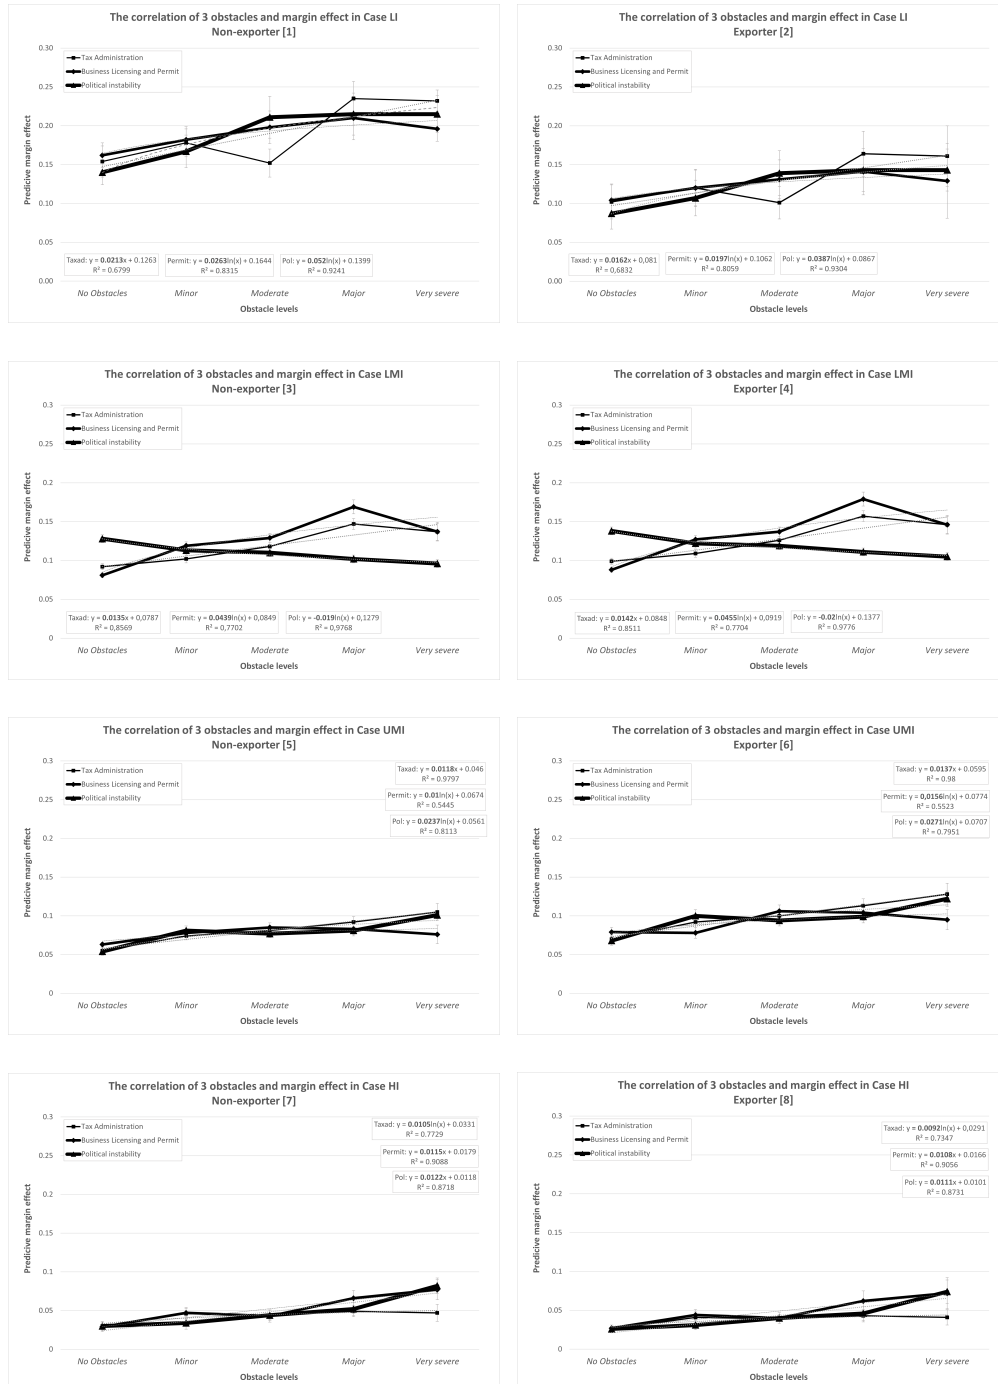 The correlation of 3 obstacles and margin effect in Case LI
Non-exporter [1]
0.30
0.25
0.20
0.15
0.10
0.05
0.00
Predicive margin effect
Tax Administration
Business Licensing and Permit
Political instability
Taxad: y = 0.0213x + 0.1263
R² = 0.6799
Permit: y = 0.0263ln(x) + 0.1644
R² = 0.8315
Pol: y = 0.052ln(x) + 0.1399
R² = 0.9241
No Obstacles Minor Moderate Major Very severe
Obstacle levels
The correlation of 3 obstacles and margin effect in Case LI
Exporter [2]
0.30
0.25
0.20
0.15
0.10
0.05
0.00
Predicive margin effect
Tax Administration
Business Licensing and Permit
Political instability
Taxad: y = 0.0162x + 0,081
R² = 0,6832
Permit: y = 0.0197ln(x) + 0.1062
R² = 0.8059
Pol: y = 0.0387ln(x) + 0.0867
R² = 0.9304
No Obstacles Minor Moderate Major Very severe
Obstacle levels
The correlation of 3 obstacles and margin effect in Case LMI
Non-exporter [3]
0.3
0.25
0.2
0.15
0.1
0.05
0
Predicive margin effect
Tax Administration
Business Licensing and Permit
Political instability
Taxad: y = 0.0135x + 0,0787
R² = 0,8569
Permit: y = 0.0439ln(x) + 0,0849
R² = 0,7702
Pol: y = -0.019ln(x) + 0,1279
R² = 0,9768
No Obstacles Minor Moderate Major Very severe
Obstacle levels
The correlation of 3 obstacles and margin effect in Case LMI
Exporter [4]
0.3
0.25
0.2
0.15
0.1
0.05
0
Predicive margin effect
Tax Administration
Business Licensing and Permit
Political instability
Taxad: y = 0.0142x + 0.0848
R² = 0.8511
Permit: y = 0.0455ln(x) + 0,0919
R² = 0.7704
Pol: y = -0.02ln(x) + 0.1377
R² = 0.9776
No Obstacles Minor Moderate Major Very severe
Obstacle levels
The correlation of 3 obstacles and margin effect in Case UMI
Non-exporter [5]
0.3
0.25
0.2
0.15
0.1
0.05
0
Predicive margin effect
Tax Administration
Business Licensing and Permit
Political instability
Taxad: y = 0.0118x + 0.046
R² = 0.9797
Permit: y = 0.01ln(x) + 0.0674
R² = 0.5445
Pol: y = 0.0237ln(x) + 0.0561
R² = 0.8113
No Obstacles Minor Moderate Major Very severe
Obstacle levels
The correlation of 3 obstacles and margin effect in Case UMI
Exporter [6]
0.3
0.25
0.2
0.15
0.1
0.05
0
Predicive margin effect
Tax Administration
Business Licensing and Permit
Political instability
Taxad: y = 0.0137x + 0.0595
R² = 0.98
Permit: y = 0,0156ln(x) + 0.0774
R² = 0.5523
Pol: y = 0.0271ln(x) + 0.0707
R² = 0.7951
No Obstacles Minor Moderate Major Very severe
Obstacle levels
The correlation of 3 obstacles and margin effect in Case HI
Non-exporter [7]
0.3
0.25
0.2
0.15
0.1
0.05
0
Predicive margin effect
Tax Administration
Business Licensing and Permit
Political instability
Taxad: y = 0.0105ln(x) + 0.0331
R² = 0.7729
Permit: y = 0.0115x + 0.0179
R² = 0.9088
Pol: y = 0.0122x + 0.0118
R² = 0.8718
No Obstacles Minor Moderate Major Very severe
Obstacle levels
The correlation of 3 obstacles and margin effect in Case HI
Exporter [8]
0.3
0.25
0.2
0.15
0.1
0.05
0
Predicive margin effect
Tax Administration
Business Licensing and Permit
Political instability
Taxad: y = 0.0092ln(x) + 0,0291
R² = 0.7347
Permit: y = 0.0108x + 0.0166
R² = 0.9056
Pol: y = 0.0111x + 0.0101
R² = 0.8731
No Obstacles Minor Moderate Major Very severe
Obstacle levels